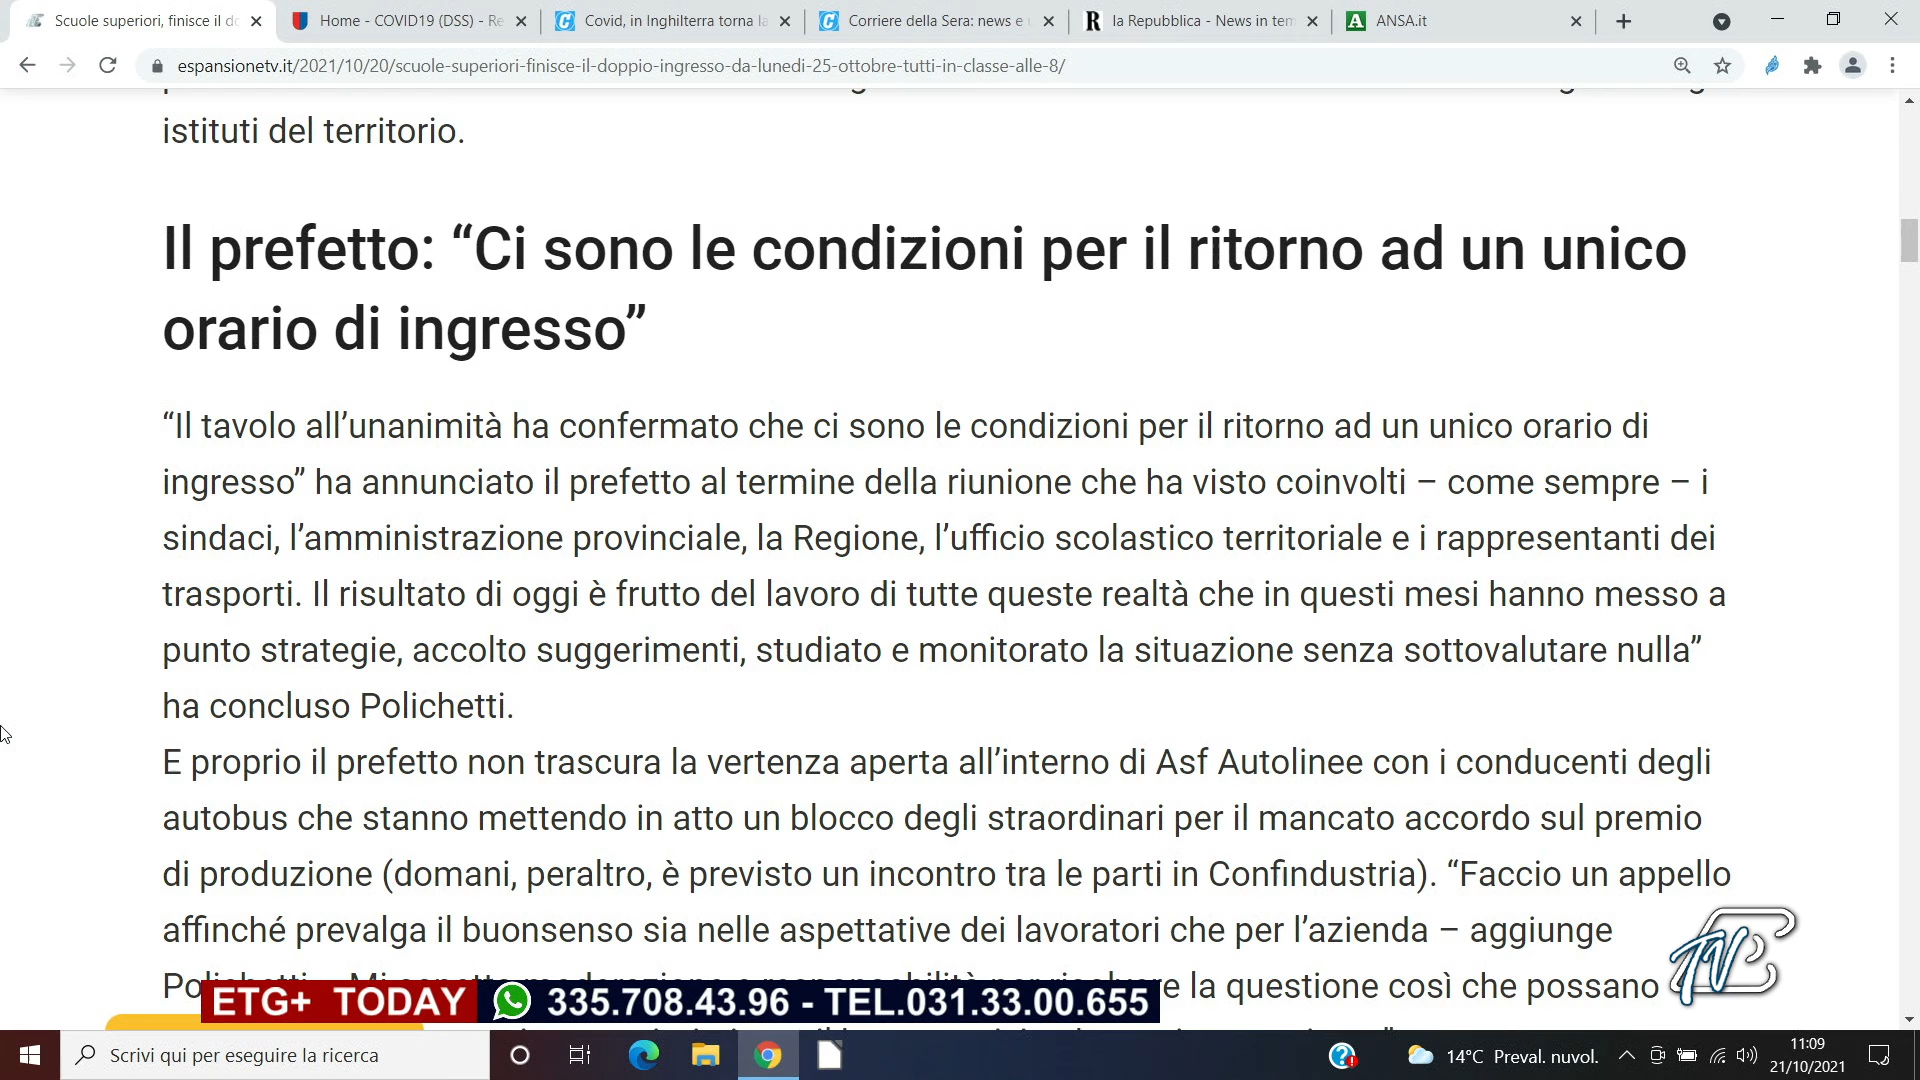 Scuole superiori, finisce il do
Home - COVID19 (DSS) - Re
Covid, in Inghilterra torna la
Corriere della Sera: news e u
la Repubblica - News in tem
ANSA.it
espansionetv.it/2021/10/20/scuole-superiori-finisce-il-doppio-ingresso-da-lunedi-25-ottobre-tutti-in-classe-alle-8/
istituti del territorio.
Il prefetto: “Ci sono le condizioni per il ritorno ad un unico
orario di ingresso”
“Il tavolo all’unanimità ha confermato che ci sono le condizioni per il ritorno ad un unico orario di
ingresso” ha annunciato il prefetto al termine della riunione che ha visto coinvolti – come sempre – i
sindaci, l’amministrazione provinciale, la Regione, l’ufficio scolastico territoriale e i rappresentanti dei
trasporti. Il risultato di oggi è frutto del lavoro di tutte queste realtà che in questi mesi hanno messo a
punto strategie, accolto suggerimenti, studiato e monitorato la situazione senza sottovalutare nulla”
ha concluso Polichetti.
E proprio il prefetto non trascura la vertenza aperta all’interno di Asf Autolinee con i conducenti degli
autobus che stanno mettendo in atto un blocco degli straordinari per il mancato accordo sul premio
di produzione (domani, peraltro, è previsto un incontro tra le parti in Confindustria). “Faccio un appello
affinché prevalga il buonsenso sia nelle aspettative dei lavoratori che per l’azienda – aggiunge
la questione così che possano
ETG+ TODAY 335.708.43.96 - TEL.031.33.00.655
Scrivi qui per eseguire la ricerca
14°C Preval. nuvol.
11:09
21/10/2021